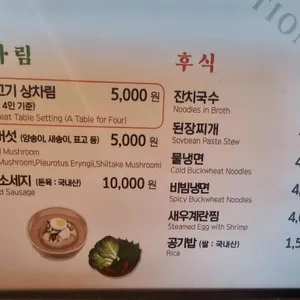 차림
고기 상차림
4인 기준)
5,000 원
eat Table Setting (A Table for Four)
버섯 (양송이, 새송이, 표고 등)
5,000 원
Mushroom
Mushroom,Pleurotus Eryngii,Shiitake Mushroom)
소세지 (돈육 : 국내산)
10,000 원
d Sausage
후식
잔치국수
Noodles in Broth
된장찌개
Soybean Paste Stew
물냉면
Cold Buckwheat Noodles
비빔냉면
Spicy Buckwheat Noodles
새우계란찜
Steamed Egg with Shrimp
공기밥 (쌀 : 국내산)
Rice